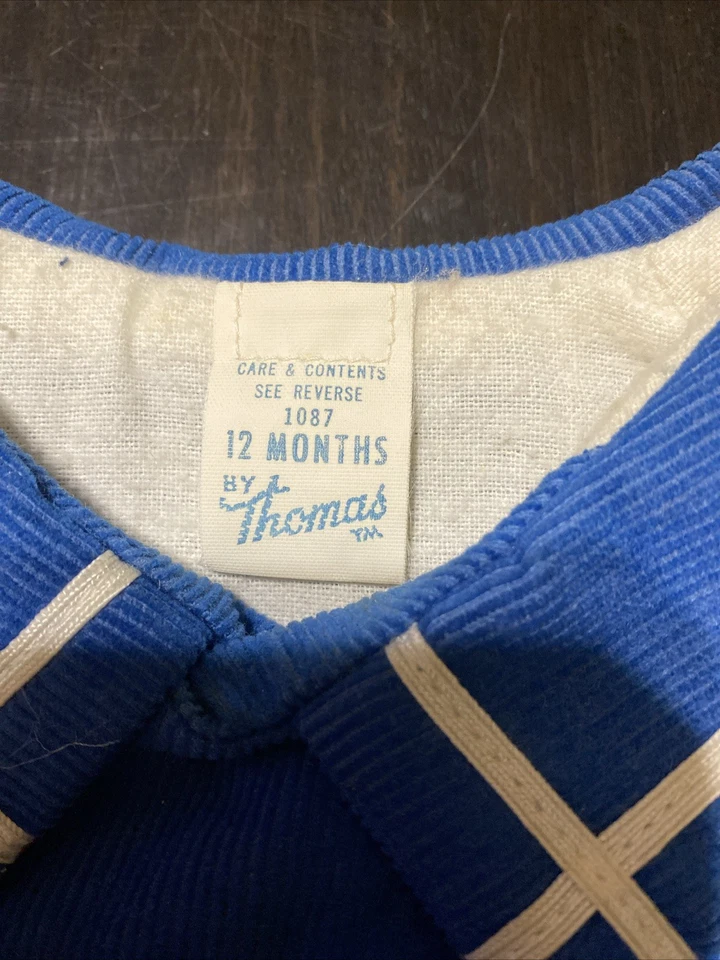 CARE & CONTENTS
SEE REVERSE
1087
12 MONTHS
BY
Thomas
TM